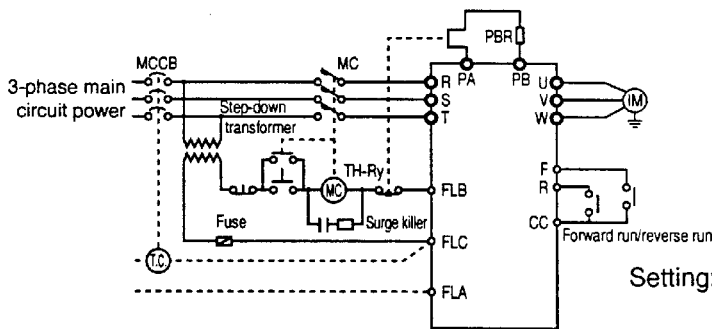 PBR
MCCB
MC
PA
PB
3-phase main
circuit power
R
S
T
U
V
W
IM
Step-down
transformer
TH-Ry
MC
F
R
CC
FLB
Surge killer
Fuse
FLC
Forward run/reverse run
T.C.
Setting:
FLA